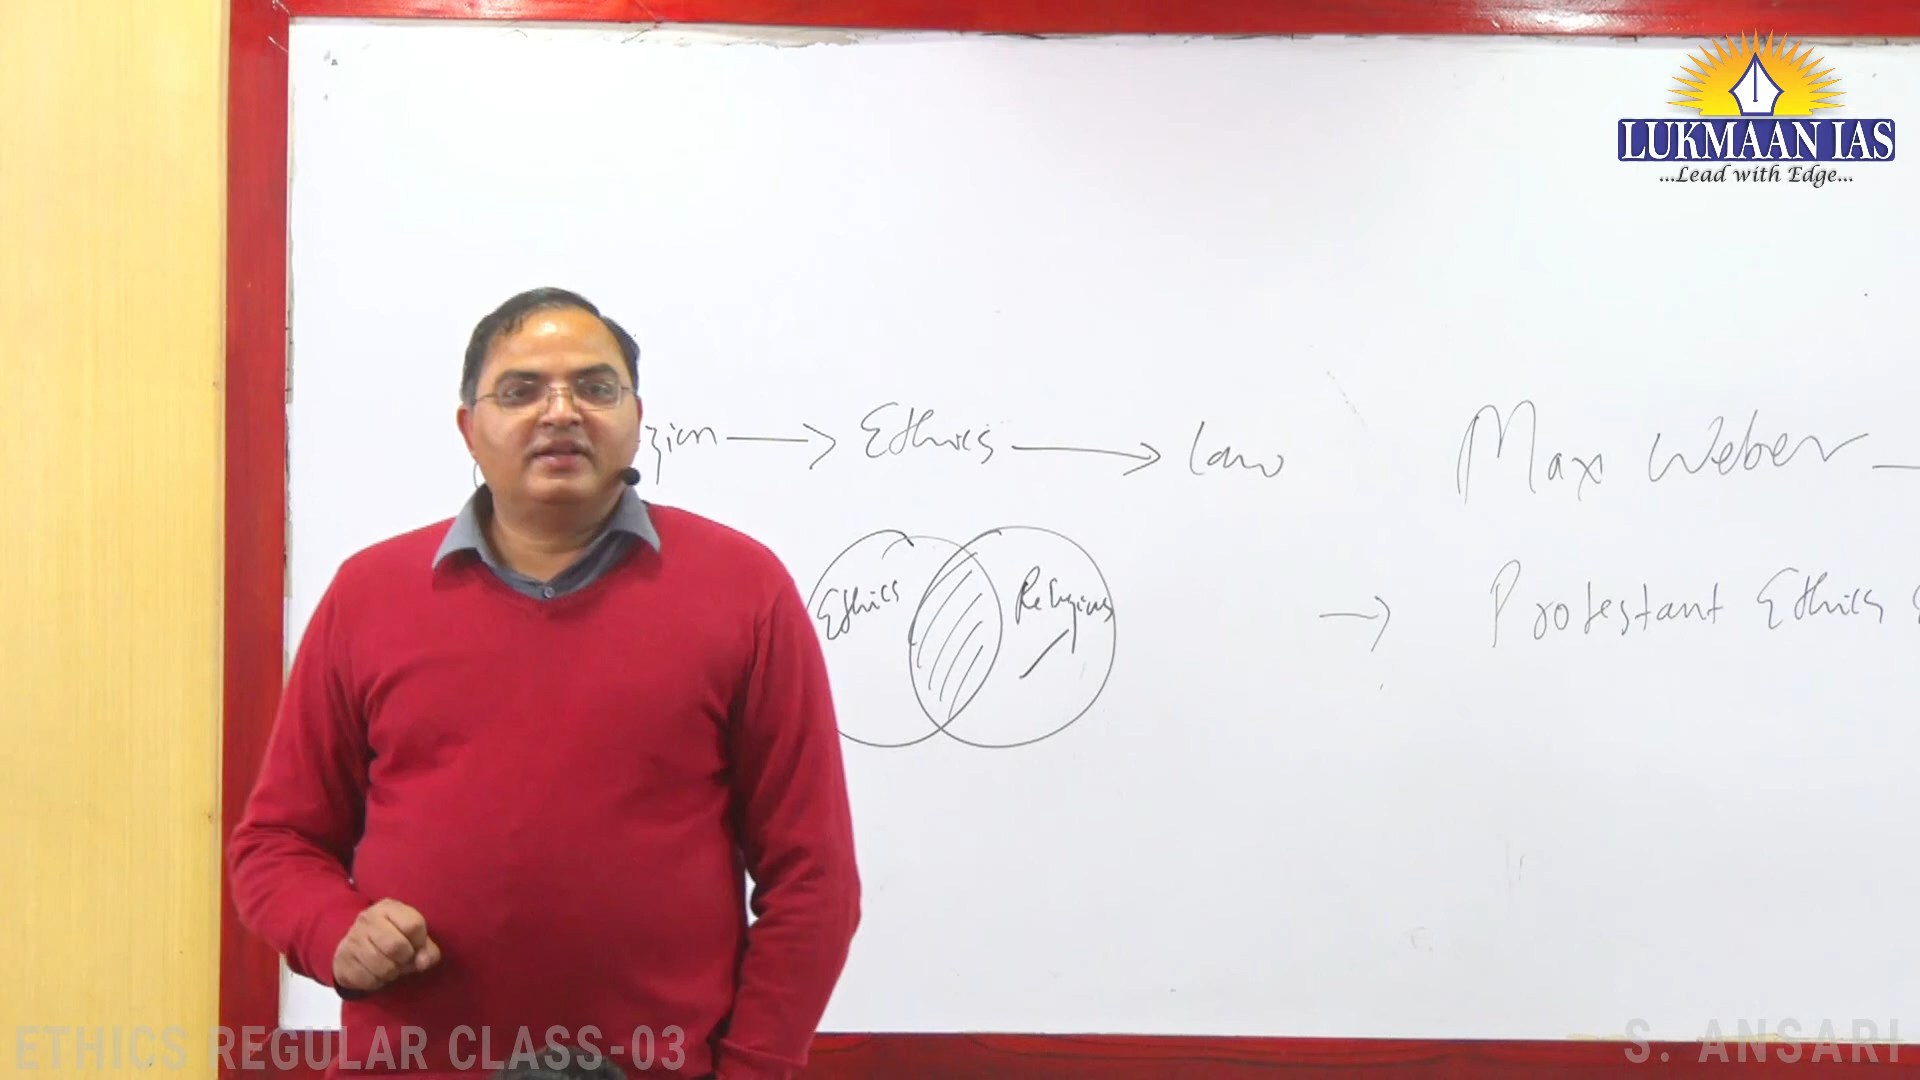 LUKMAAN IAS
...Lead with Edge...
Ethics Law Max Weber
Ethics Religious
Protestant Ethics
ETHICS REGULAR CLASS-03
S. ANSARI